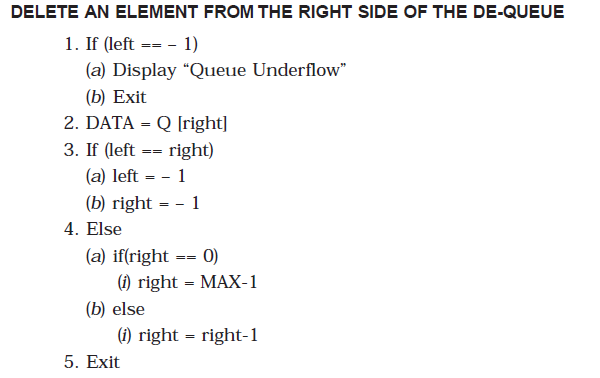 DELETE AN ELEMENT FROM THE RIGHT SIDE OF THE DE-QUEUE
1. If (left == – 1)
(a) Display “Queue Underflow”
(b) Exit
2. DATA = Q [right]
3. If (left == right)
(a) left = – 1
(b) right = – 1
4. Else
(a) if(right == 0)
(i) right = MAX-1
(b) else
(i) right = right-1
5. Exit